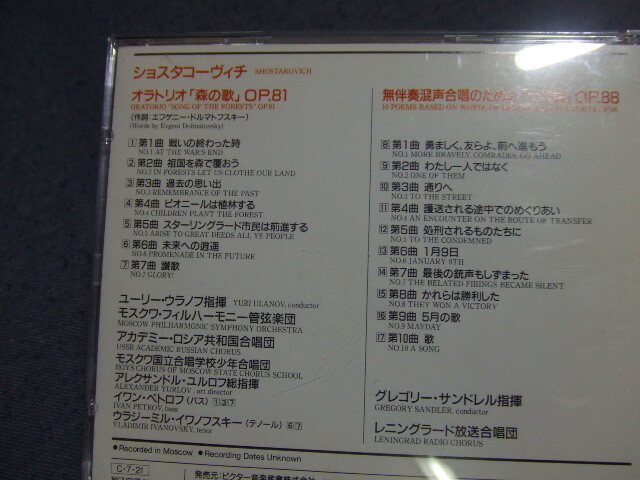 ショスタコーヴィチ SHOSTAKOVICH
オラトリオ「森の歌」OP.81
ORATORIO "SONG OF THE FORESTS" OP.81
(作詞 エフゲニー・ドルマトフスキー)
(Words by Evgeni Dolmatovsky)
1 第1曲 戦いの終わった時
NO.1 AT THE WAR'S END
2 第2曲 祖国を森で覆おう
NO.2 IN FORESTS LET US CLOTHE OUR LAND
3 第3曲 過去の思い出
NO.3 REMEMBRANCE OF THE PAST
4 第4曲 ピオニールは植林する
NO.4 CHILDREN PLANT THE FOREST
5 第5曲 スターリングラード市民は前進する
NO.5 ARISE TO GREAT DEEDS ALL YE PEOPLE
6 第6曲 未来への逍遥
NO.6 PROMENADE IN THE FUTURE
7 第7曲 讃歌
NO.7 GLORY!
ユーリー・ウラノフ指揮 YURI ULANOV, conductor
モスクワ・フィルハーモニー管弦楽団
MOSCOW PHILHARMONIC SYMPHONY ORCHESTRA
アカデミー・ロシア共和国合唱団
USSR ACADEMIC RUSSIAN CHORUS
モスクワ国立合唱学校少年合唱団
BOYS CHORUS OF MOSCOW STATE CHORUS SCHOOL
アレクサンドル・ユルロフ総指揮
ALEXANDER YURLOV, art director
イワン・ペトロフ(バス) 1 3 7
IVAN PETROV, bass
ウラジーミル・イワノフスキー(テノール) 6 7
VLADIMIR IVANOVSKY, tenor
無伴奏混声合唱のための OP.88
10 POEMS BASED ON WORDS OF
8 第1曲 勇ましく、友らよ、前へ進もう
NO.1 MORE BRAVELY, COMRADES, GO AHEAD
9 第2曲 わたし一人ではなく
NO.2 ONE OF THEM
10 第3曲 通りへ
NO.3 TO THE STREET
11 第4曲 護送される途中でのめぐりあい
NO.4 AN ENCOUNTER ON THE ROUTE OF TRANSFER
12 第5曲 処刑されるものたちに
NO.5 TO THE CONDEMNED
13 第6曲 1月9日
NO.6 JANUARY 9TH
14 第7曲 最後の銃声もしずまった
NO.7 THE BELATED FIRINGS BECAME SILENT
15 第8曲 かれらは勝利した
NO.8 THEY WON A VICTORY
16 第9曲 5月の歌
NO.9 MAYDAY
17 第10曲 歌
NO.10 A SONG
グレゴリー・サンドレル指揮
GREGORY SANDLER, conductor
レニングラード放送合唱団
LENINGRAD RADIO CHORUS
●Recorded in Moscow ●Recording Dates Unknown
C-7-21
発売元:ビクター音楽産業株式会社